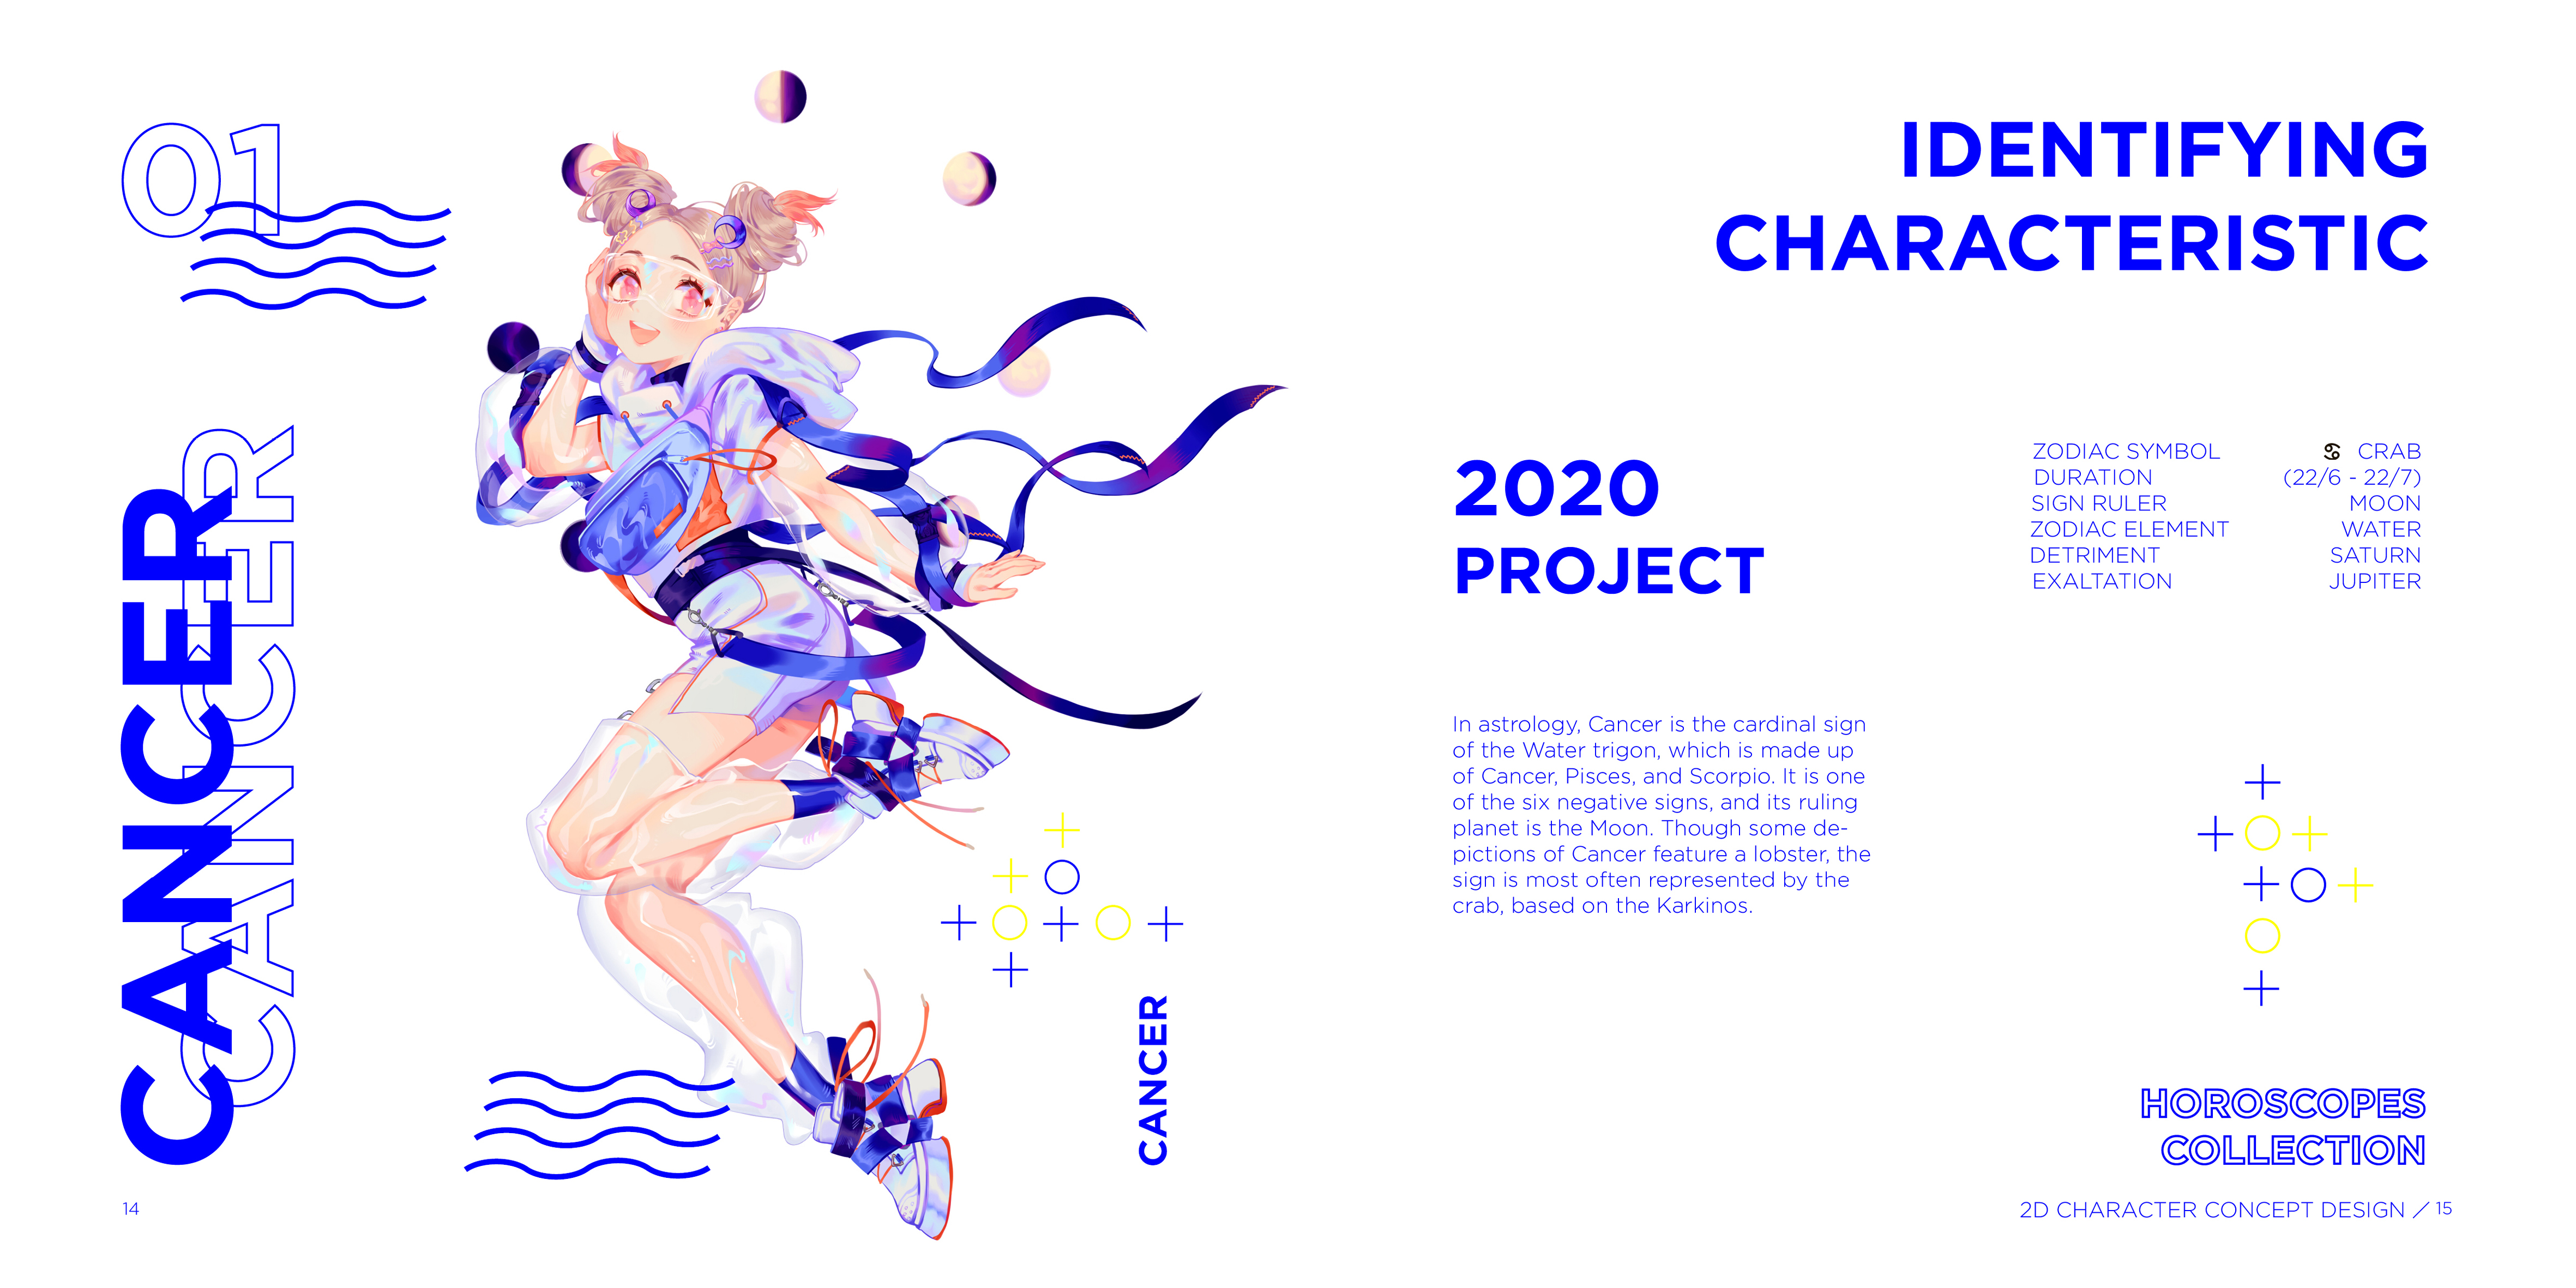 01
CANCER
CANCER
CANCER
14
IDENTIFYING
CHARACTERISTIC
2020
PROJECT
ZODIAC SYMBOL ♋ CRAB
DURATION (22/6 - 22/7)
SIGN RULER MOON
ZODIAC ELEMENT WATER
DETRIMENT SATURN
EXALTATION JUPITER
In astrology, Cancer is the cardinal sign
of the Water trigon, which is made up
of Cancer, Pisces, and Scorpio. It is one
of the six negative signs, and its ruling
planet is the Moon. Though some de-
pictions of Cancer feature a lobster, the
sign is most often represented by the
crab, based on the Karkinos.
HOROSCOPES
COLLECTION
2D CHARACTER CONCEPT DESIGN / 15